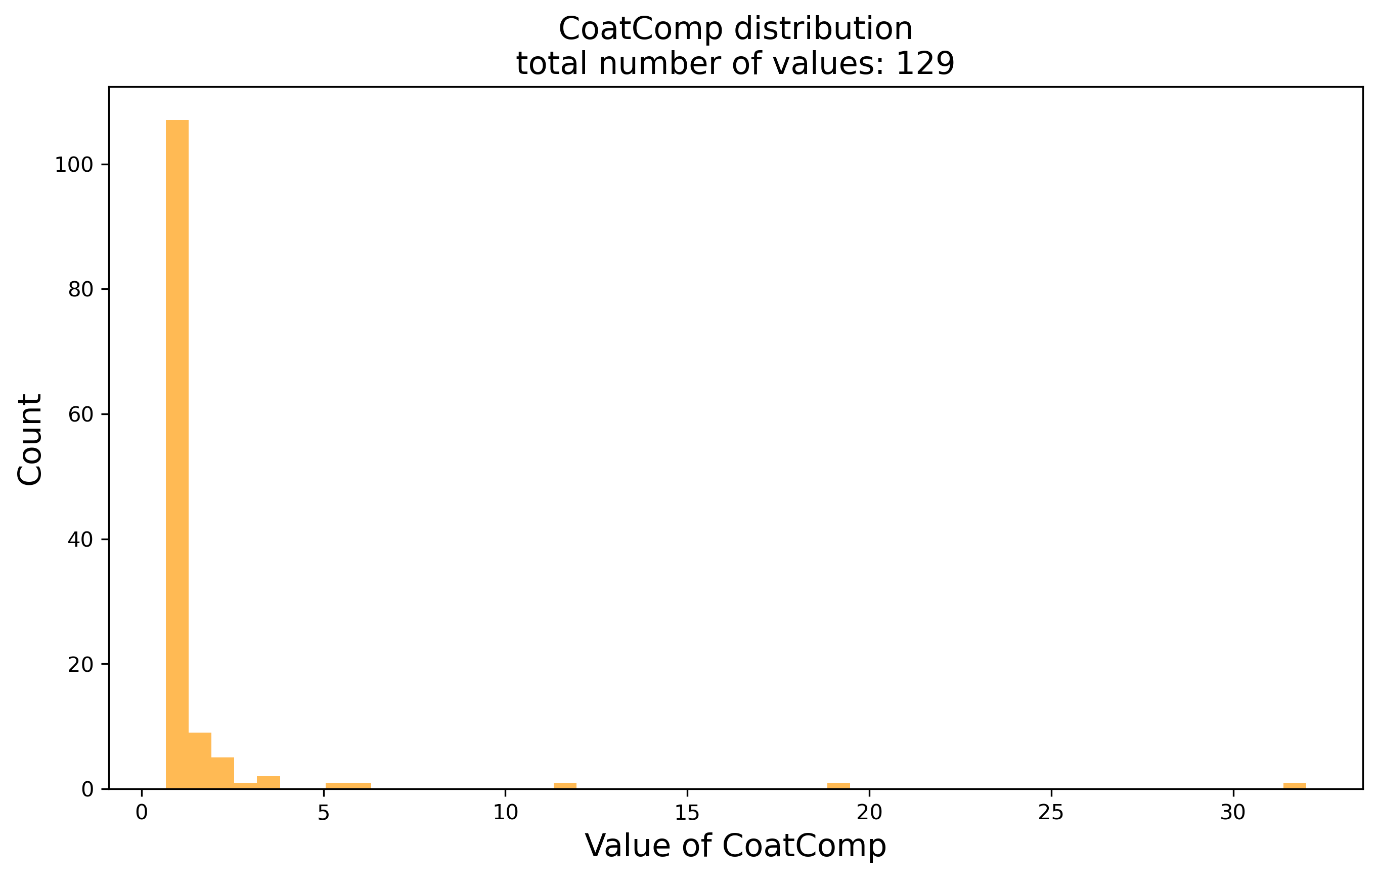 CoatComp distribution
total number of values: 129
100
80
60
40
20
0
Count
0 5 10 15 20 25 30
Value of CoatComp